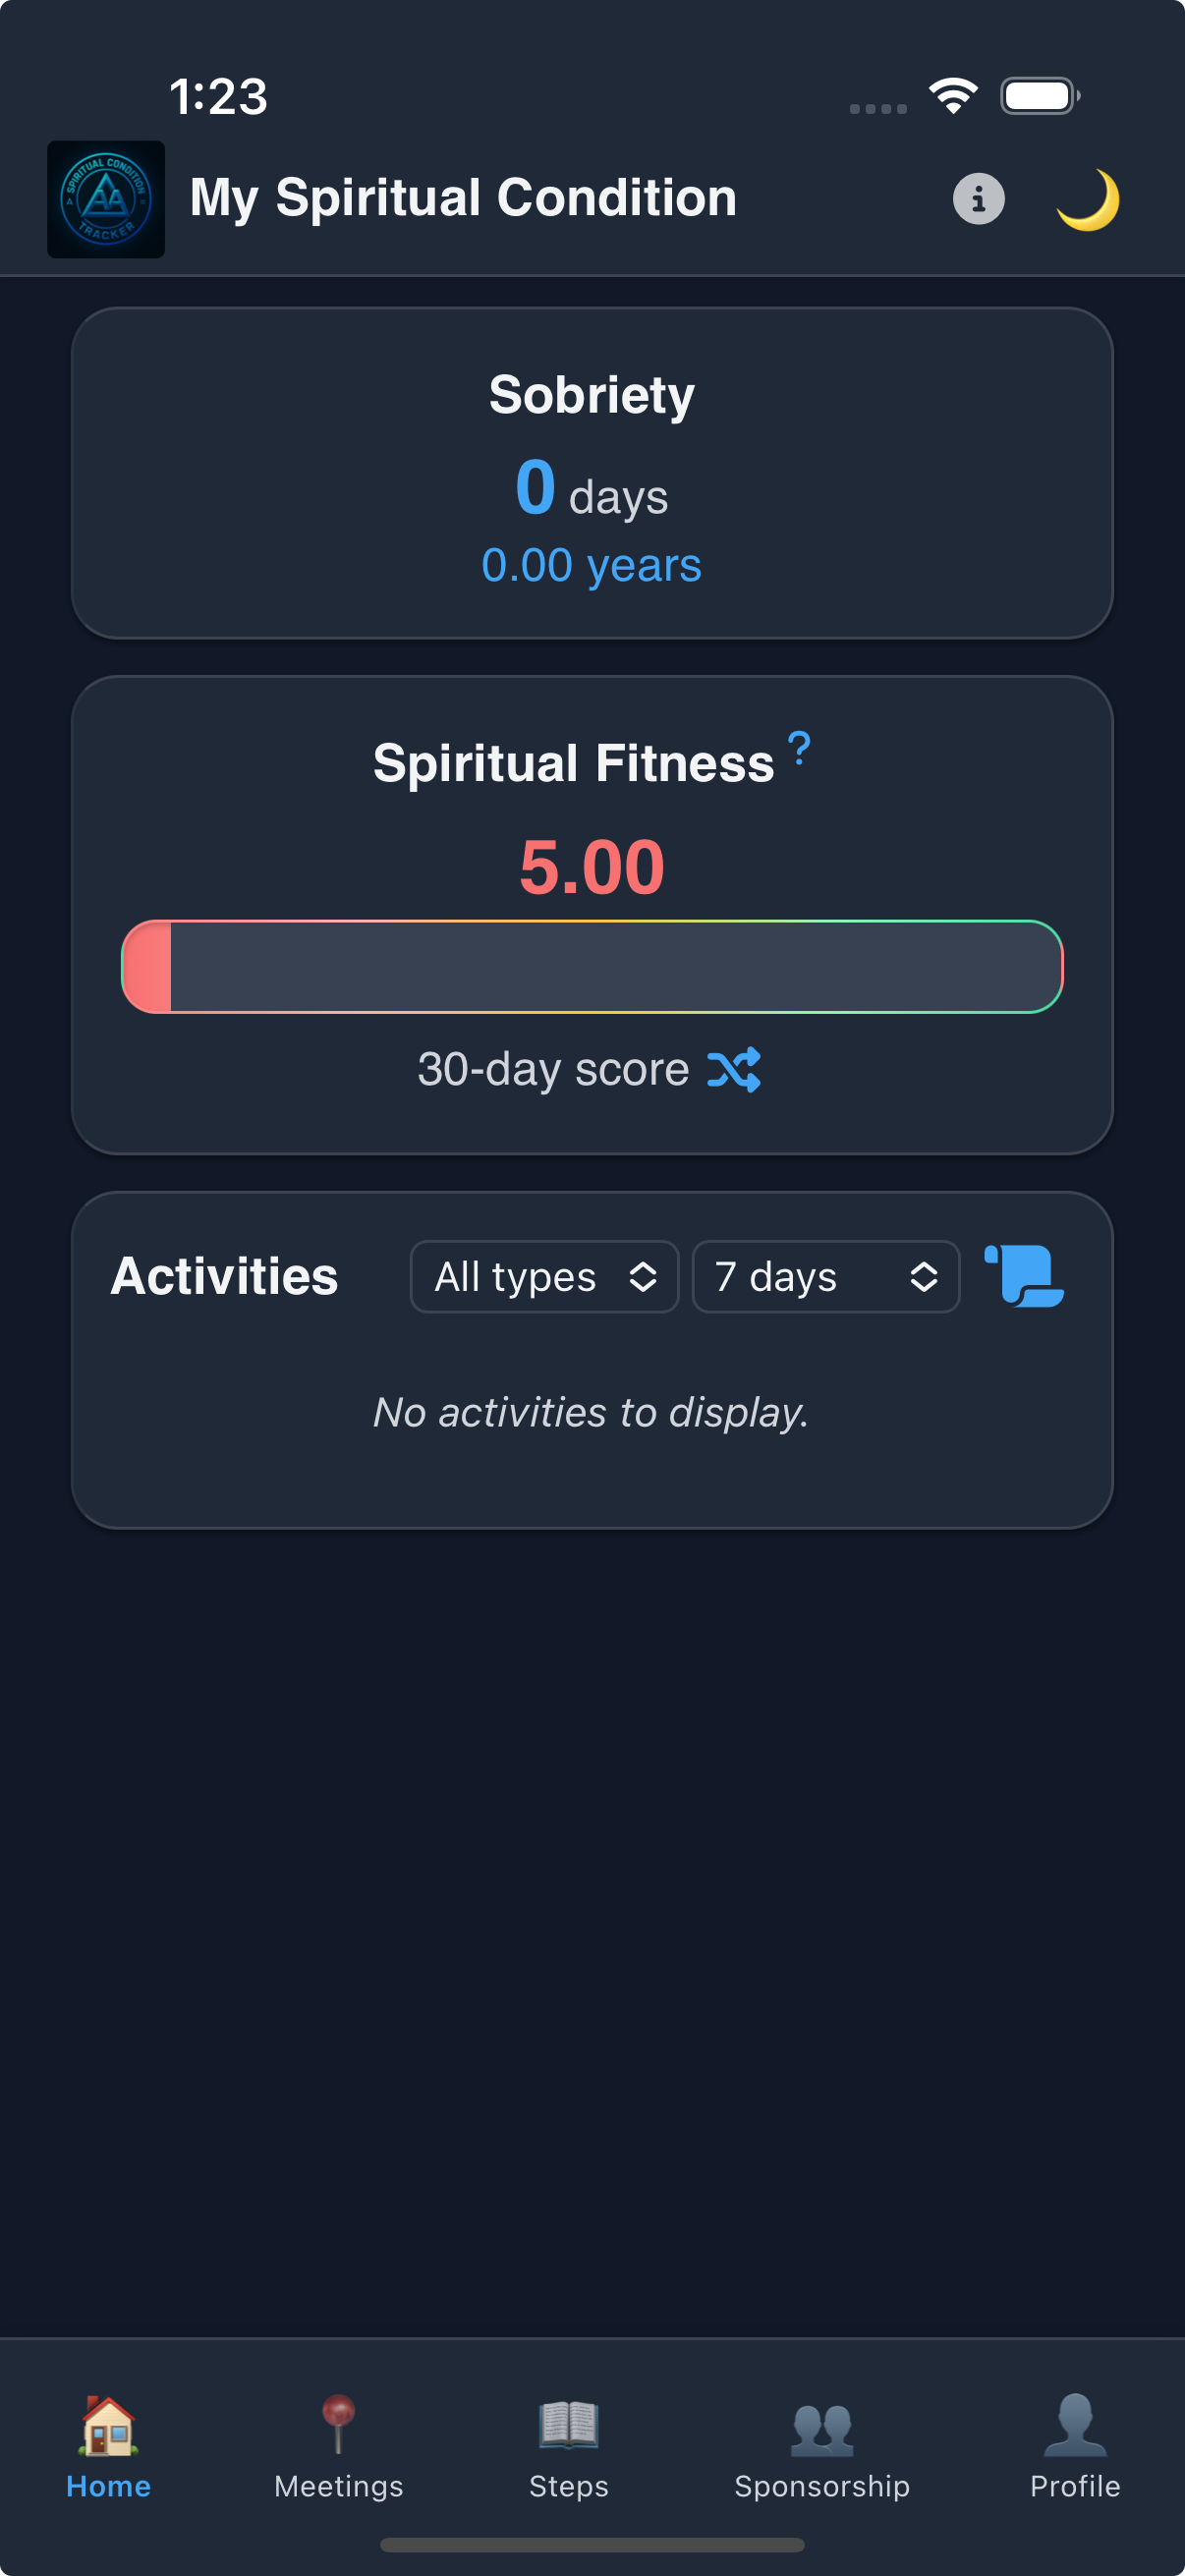 1:23
SPIRITUAL CONDITION
AA
TRACKER
My Spiritual Condition
Sobriety
0 days
0.00 years
Spiritual Fitness ?
5.00
30-day score
Activities
All types
7 days
No activities to display.
Home
Meetings
Steps
Sponsorship
Profile